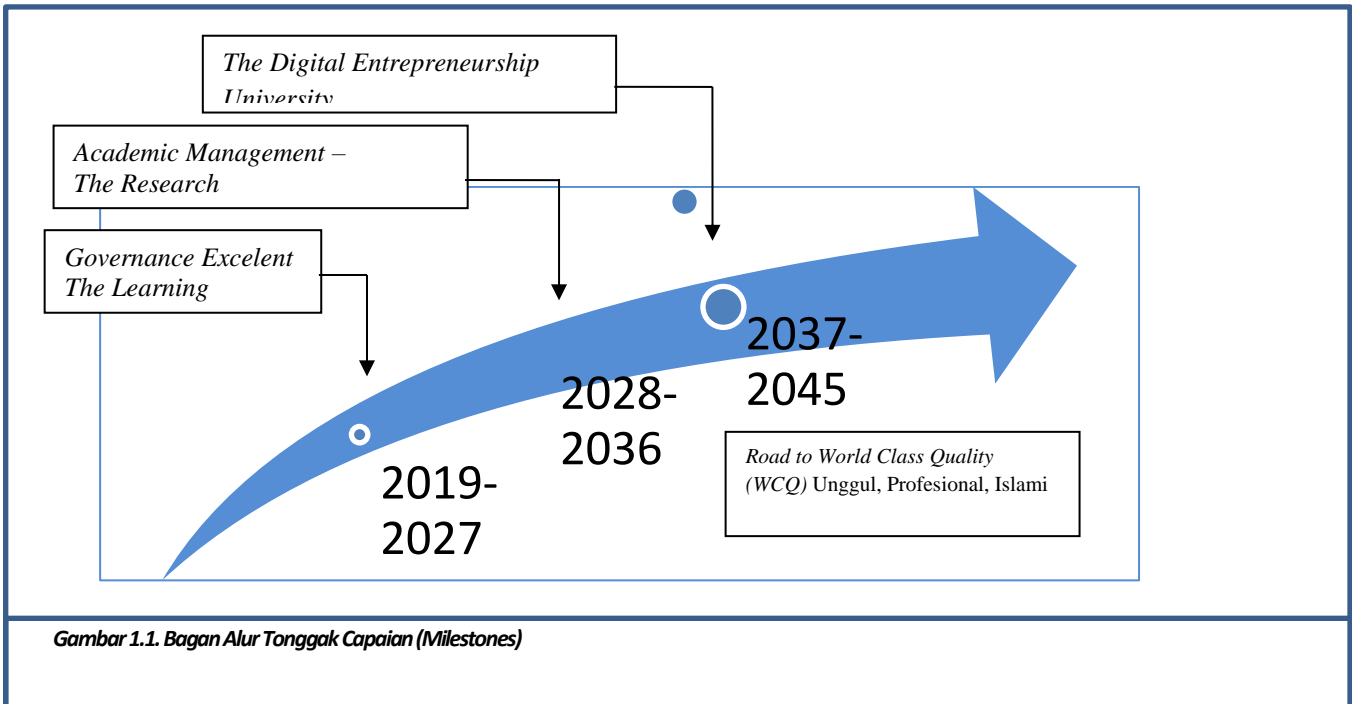 The Digital Entrepreneurship
University
Academic Management –
The Research
Governance Excelent
The Learning
2037-
2045
2028-
2036
2019-
2027
Road to World Class Quality
(WCQ) Unggul, Profesional, Islami
Gambar 1.1. Bagan Alur Tonggak Capaian (Milestones)